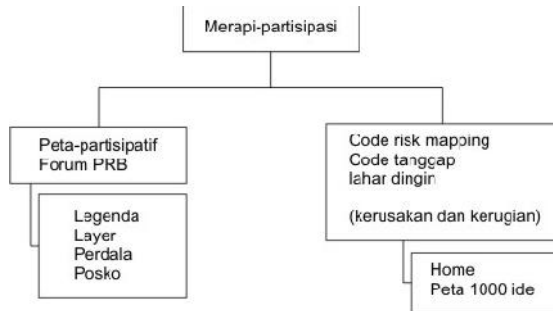 Merapi-partisipasi
Peta-partisipatif
Forum PRB
Legenda
Layer
Perdala
Posko
Code risk mapping
Code tanggap
lahar dingin
(kerusakan dan kerugian)
Home
Peta 1000 ide